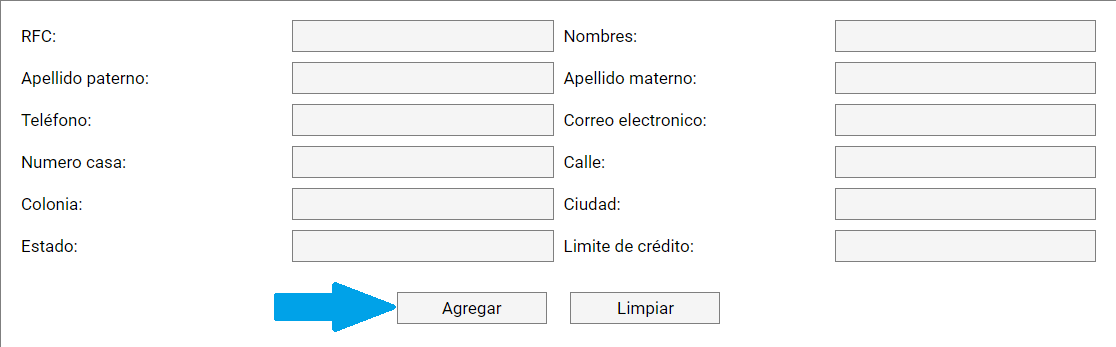 RFC: Nombres:
Apellido paterno: Apellido materno:
Teléfono: Correo electronico:
Numero casa: Calle:
Colonia: Ciudad:
Estado: Limite de crédito:
Agregar Limpiar